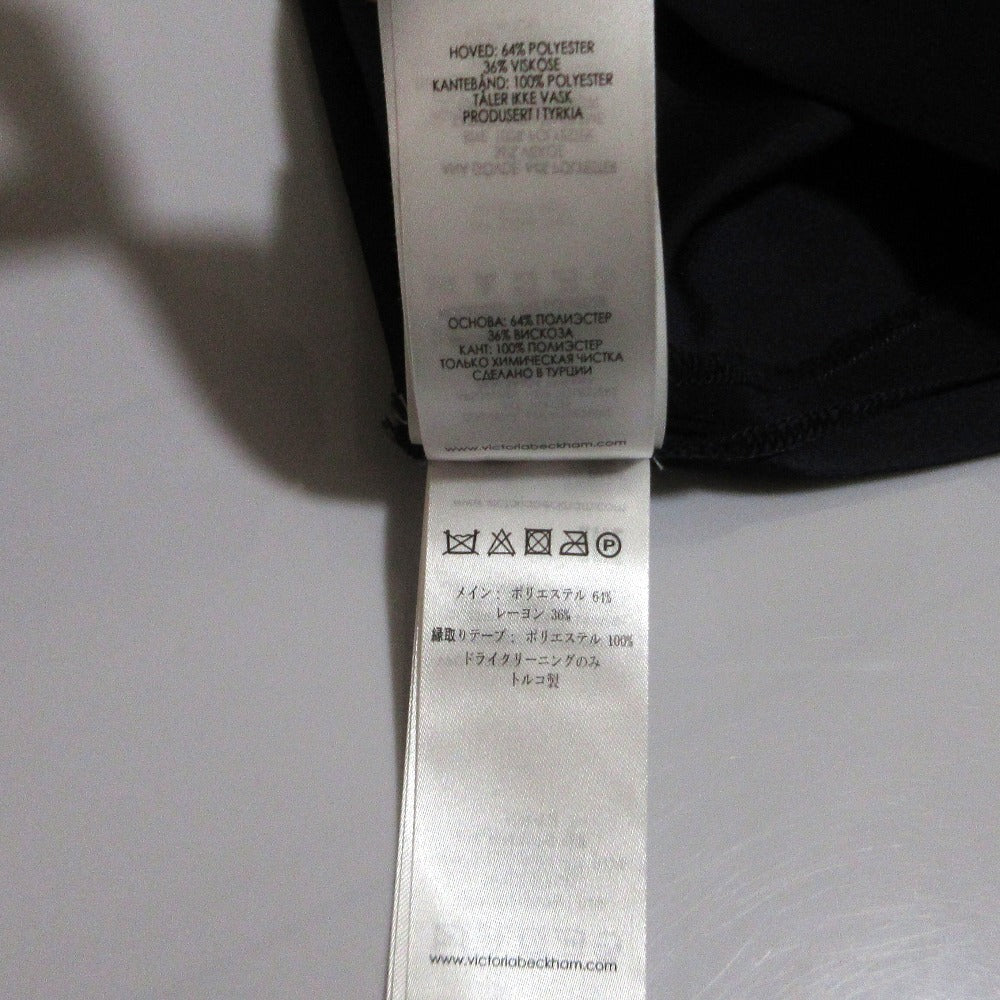 HOVED: 64% POLYESTER
36% VISKOSE
KANTEBÅND: 100% POLYESTER
TÅLER IKKE VASK
PRODUSERT I TYRKIA
ОСНОВА: 64% ПОЛИЭСТЕР
36% ВИСКОЗА
КАНТ: 100% ПОЛИЭСТЕР
ТОЛЬКО ХИМИЧЕСКАЯ ЧИСТКА
СДЕЛАНО В ТУРЦИИ
www.victoriabeckham.com
P
メイン: ポリエステル 64%
レーヨン 36%
縁取りテープ: ポリエステル 100%
ドライクリーニングのみ
トルコ製
www.victoriabeckham.com